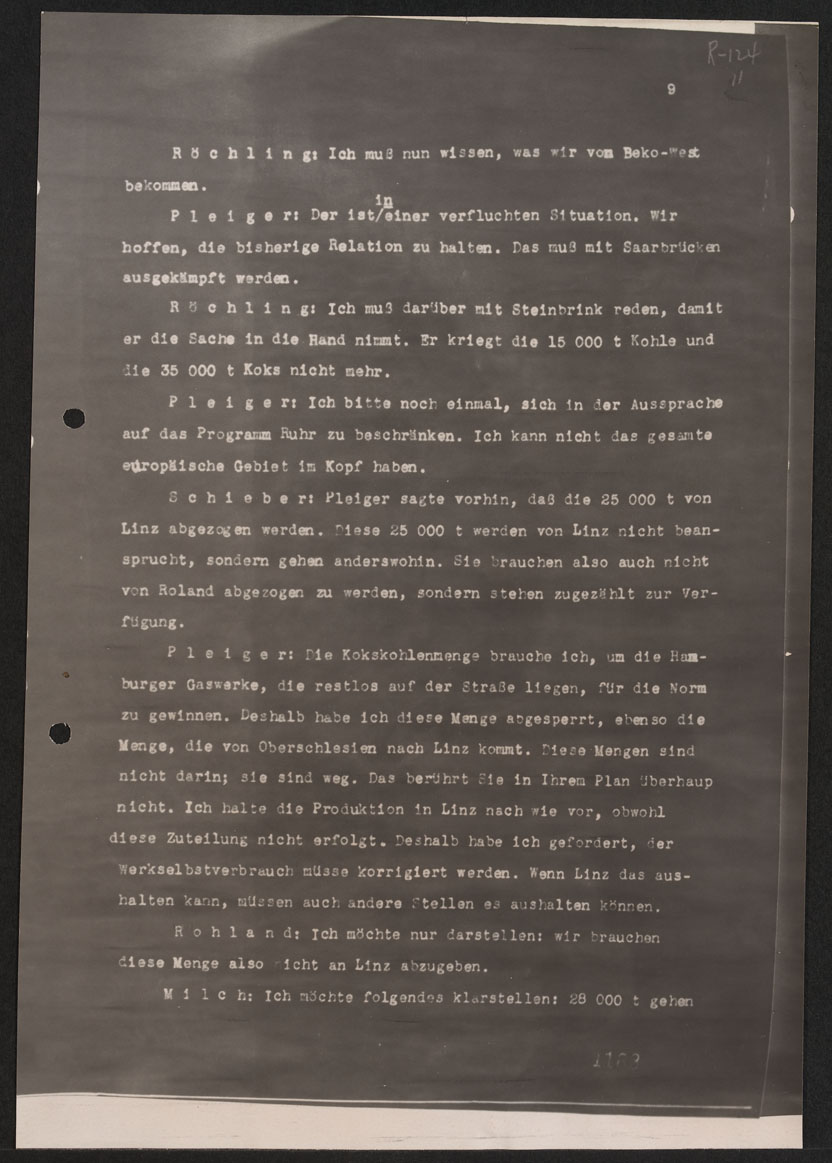 R-124
11
9
R ö c h l i n g: Ich muß nun wissen, was wir von Beko-West
bekommen.
in
P l e i g e r: Der ist/einer verfluchten Situation. Wir
hoffen, die bisherige Relation zu halten. Das muß mit Saarbrücken
ausgekämpft werden.
R ö c h l i n g: Ich muß darüber mit Steinbrink reden, damit
er die Sache in die Hand nimmt. Er kriegt die 15 000 t Kohle und
die 35 000 t Koks nicht mehr.
P l e i g e r: Ich bitte noch einmal, sich in der Aussprache
auf das Programm Ruhr zu beschränken. Ich kann nicht das gesamte
europäische Gebiet im Kopf haben.
S c h i e b e r: Pleiger sagte vorhin, daß die 25 000 t von
Linz abgezogen werden. Diese 25 000 t werden von Linz nicht bean-
sprucht, sondern gehen anderswohin. Sie brauchen also auch nicht
von Roland abgezogen zu werden, sondern stehen zugezählt zur Ver-
fügung.
P l e i g e r: Die Kokskohlenmenge brauche ich, um die Ham-
burger Gaswerke, die restlos auf der Straße liegen, für die Norm
zu gewinnen. Deshalb habe ich diese Menge abgesperrt, ebenso die
Menge, die von Oberschlesien nach Linz kommt. Diese Mengen sind
nicht darin; sie sind weg. Das berührt Sie in Ihrem Plan überhaup
nicht. Ich halte die Produktion in Linz nach wie vor, obwohl
diese Zuteilung nicht erfolgt. Deshalb habe ich gefordert, der
Werkselbstverbrauch müsse korrigiert werden. Wenn Linz das aus-
halten kann, müssen auch andere Stellen es aushalten können.
R o h l a n d: Ich möchte nur darstellen: wir brauchen
diese Menge also nicht an Linz abzugeben.
M i l c h: Ich möchte folgendes klarstellen: 28 000 t gehen